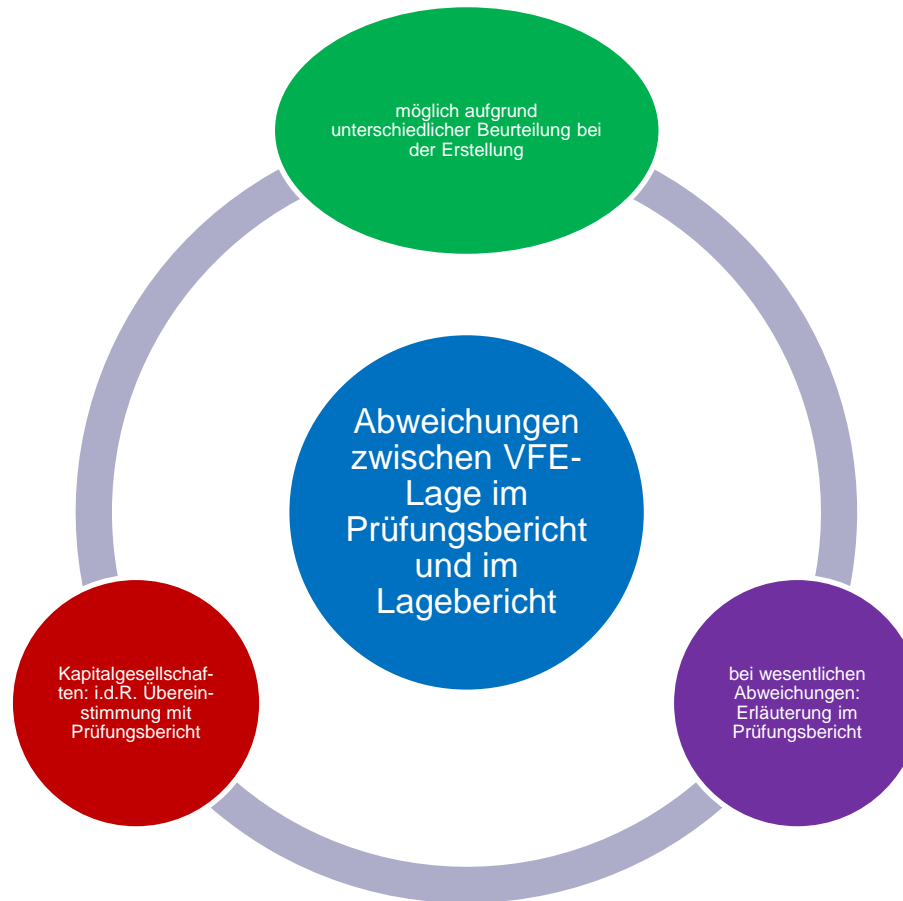 möglich aufgrund
unterschiedlicher Beurteilung bei
der Erstellung
Abweichungen
zwischen VFE-
Lage im
Prüfungsbericht
und im
Lagebericht
bei wesentlichen
Abweichungen:
Erläuterung im
Prüfungsbericht
Kapitalgesellschaf-
ten: i.d.R. Überein-
stimmung mit
Prüfungsbericht